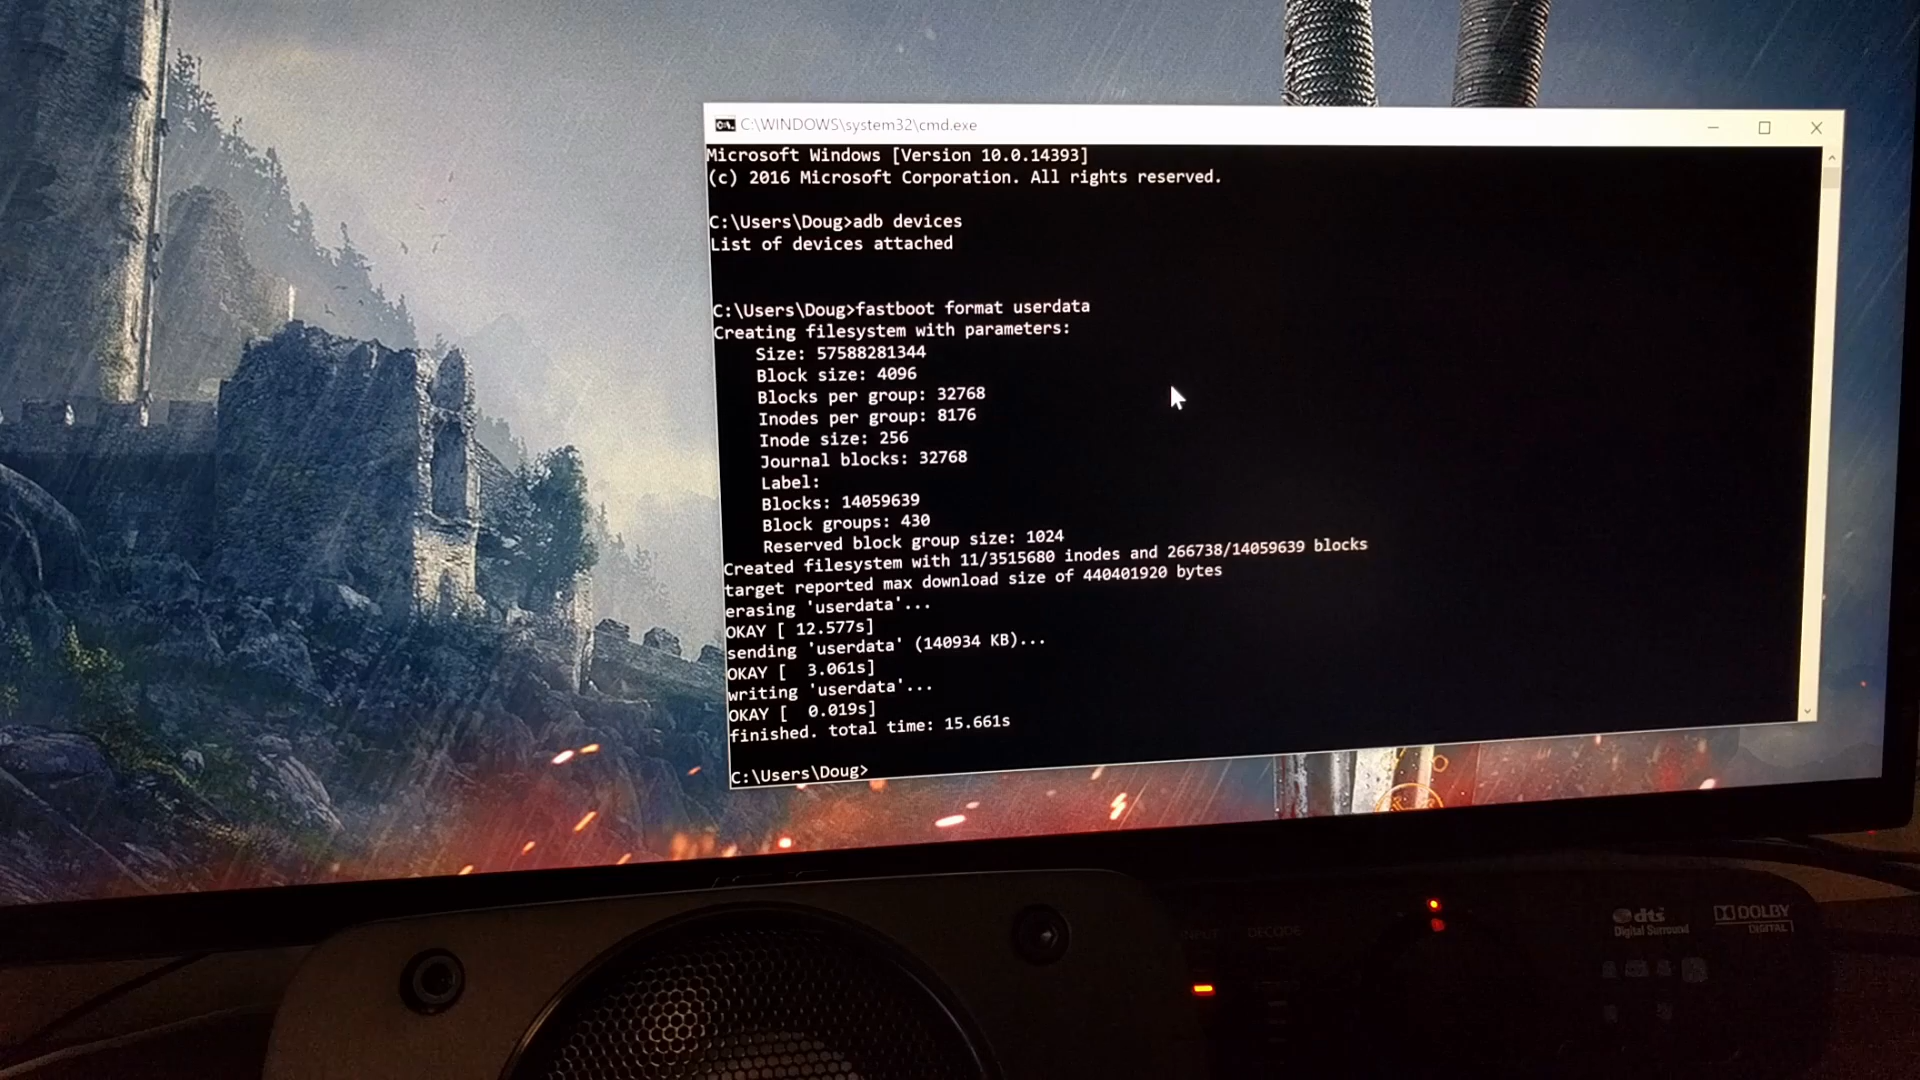 C:\WINDOWS\system32\cmd.exe
Microsoft Windows [Version 10.0.14393]
(c) 2016 Microsoft Corporation. All rights reserved.
C:\Users\Doug>adb devices
List of devices attached
C:\Users\Doug>fastboot format userdata
Creating filesystem with parameters:
Size: 57588281344
Block size: 4096
Blocks per group: 32768
Inodes per group: 8176
Inode size: 256
Journal blocks: 32768
Label:
Blocks: 14059639
Block groups: 430
Reserved block group size: 1024
Created filesystem with 11/3515680 inodes and 266738/14059639 blocks
target reported max download size of 440401920 bytes
erasing 'userdata'...
OKAY [ 12.577s]
sending 'userdata' (140934 KB)...
OKAY [  3.061s]
writing 'userdata'...
OKAY [  0.019s]
finished. total time: 15.661s
C:\Users\Doug>
INPUT DECODE
dts
Digital Surround
DOLBY
DIGITAL